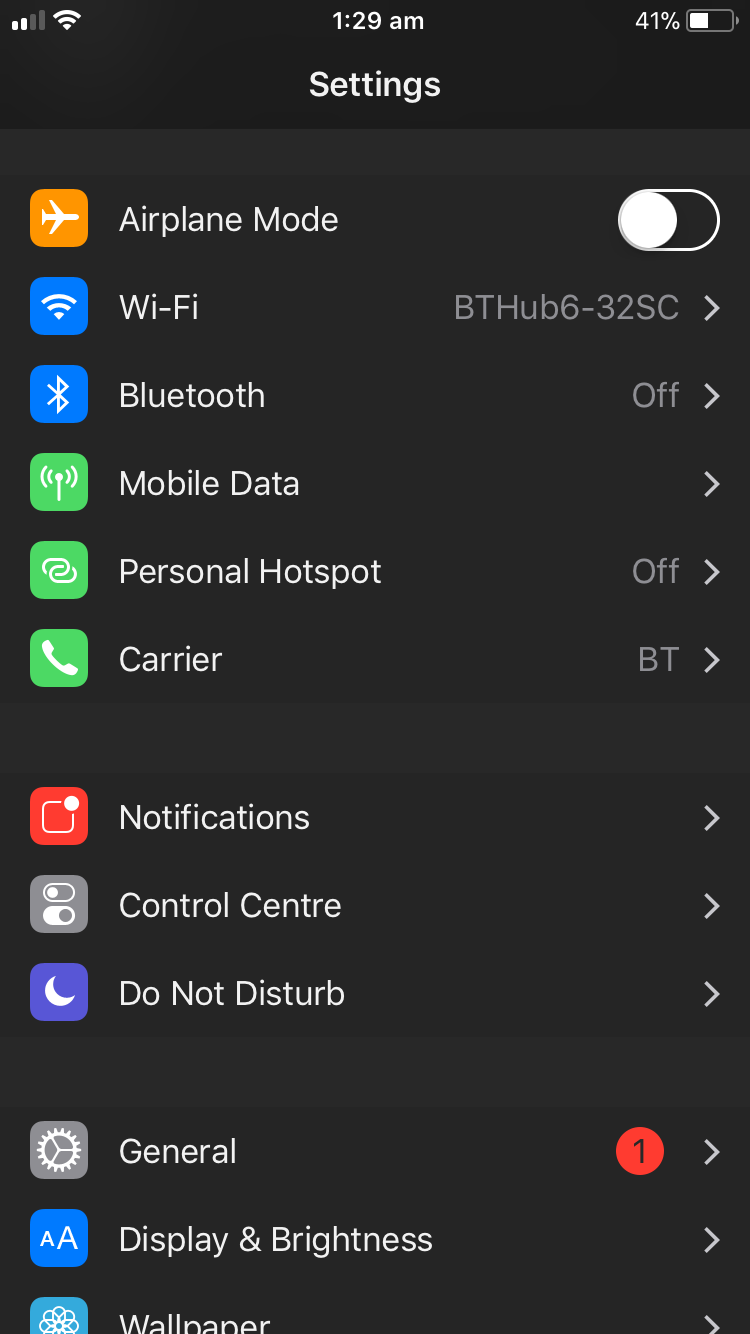 1:29 am
41%
Settings
Airplane Mode
Wi-Fi BTHub6-32SC
Bluetooth Off
Mobile Data
Personal Hotspot Off
Carrier BT
Notifications
Control Centre
Do Not Disturb
General 1
AA Display & Brightness
Wallpaper